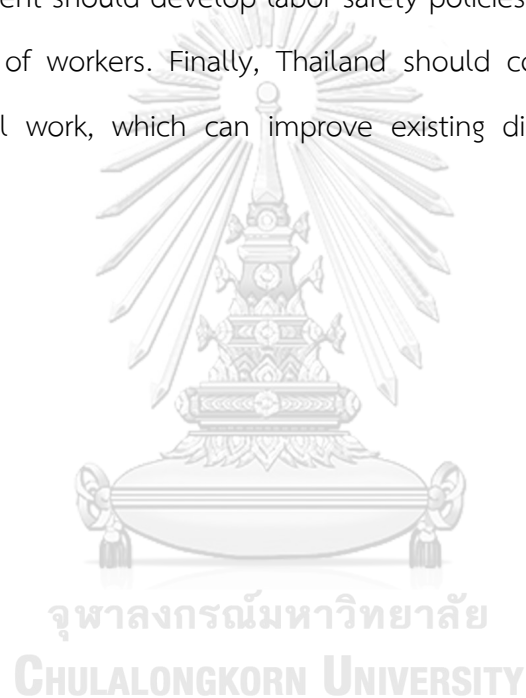 ent should develop labor safety policies
of workers. Finally, Thailand should co
l work, which can improve existing di
จุฬาลงกรณ์มหาวิทยาลัย
CHULALONGKORN UNIVERSITY